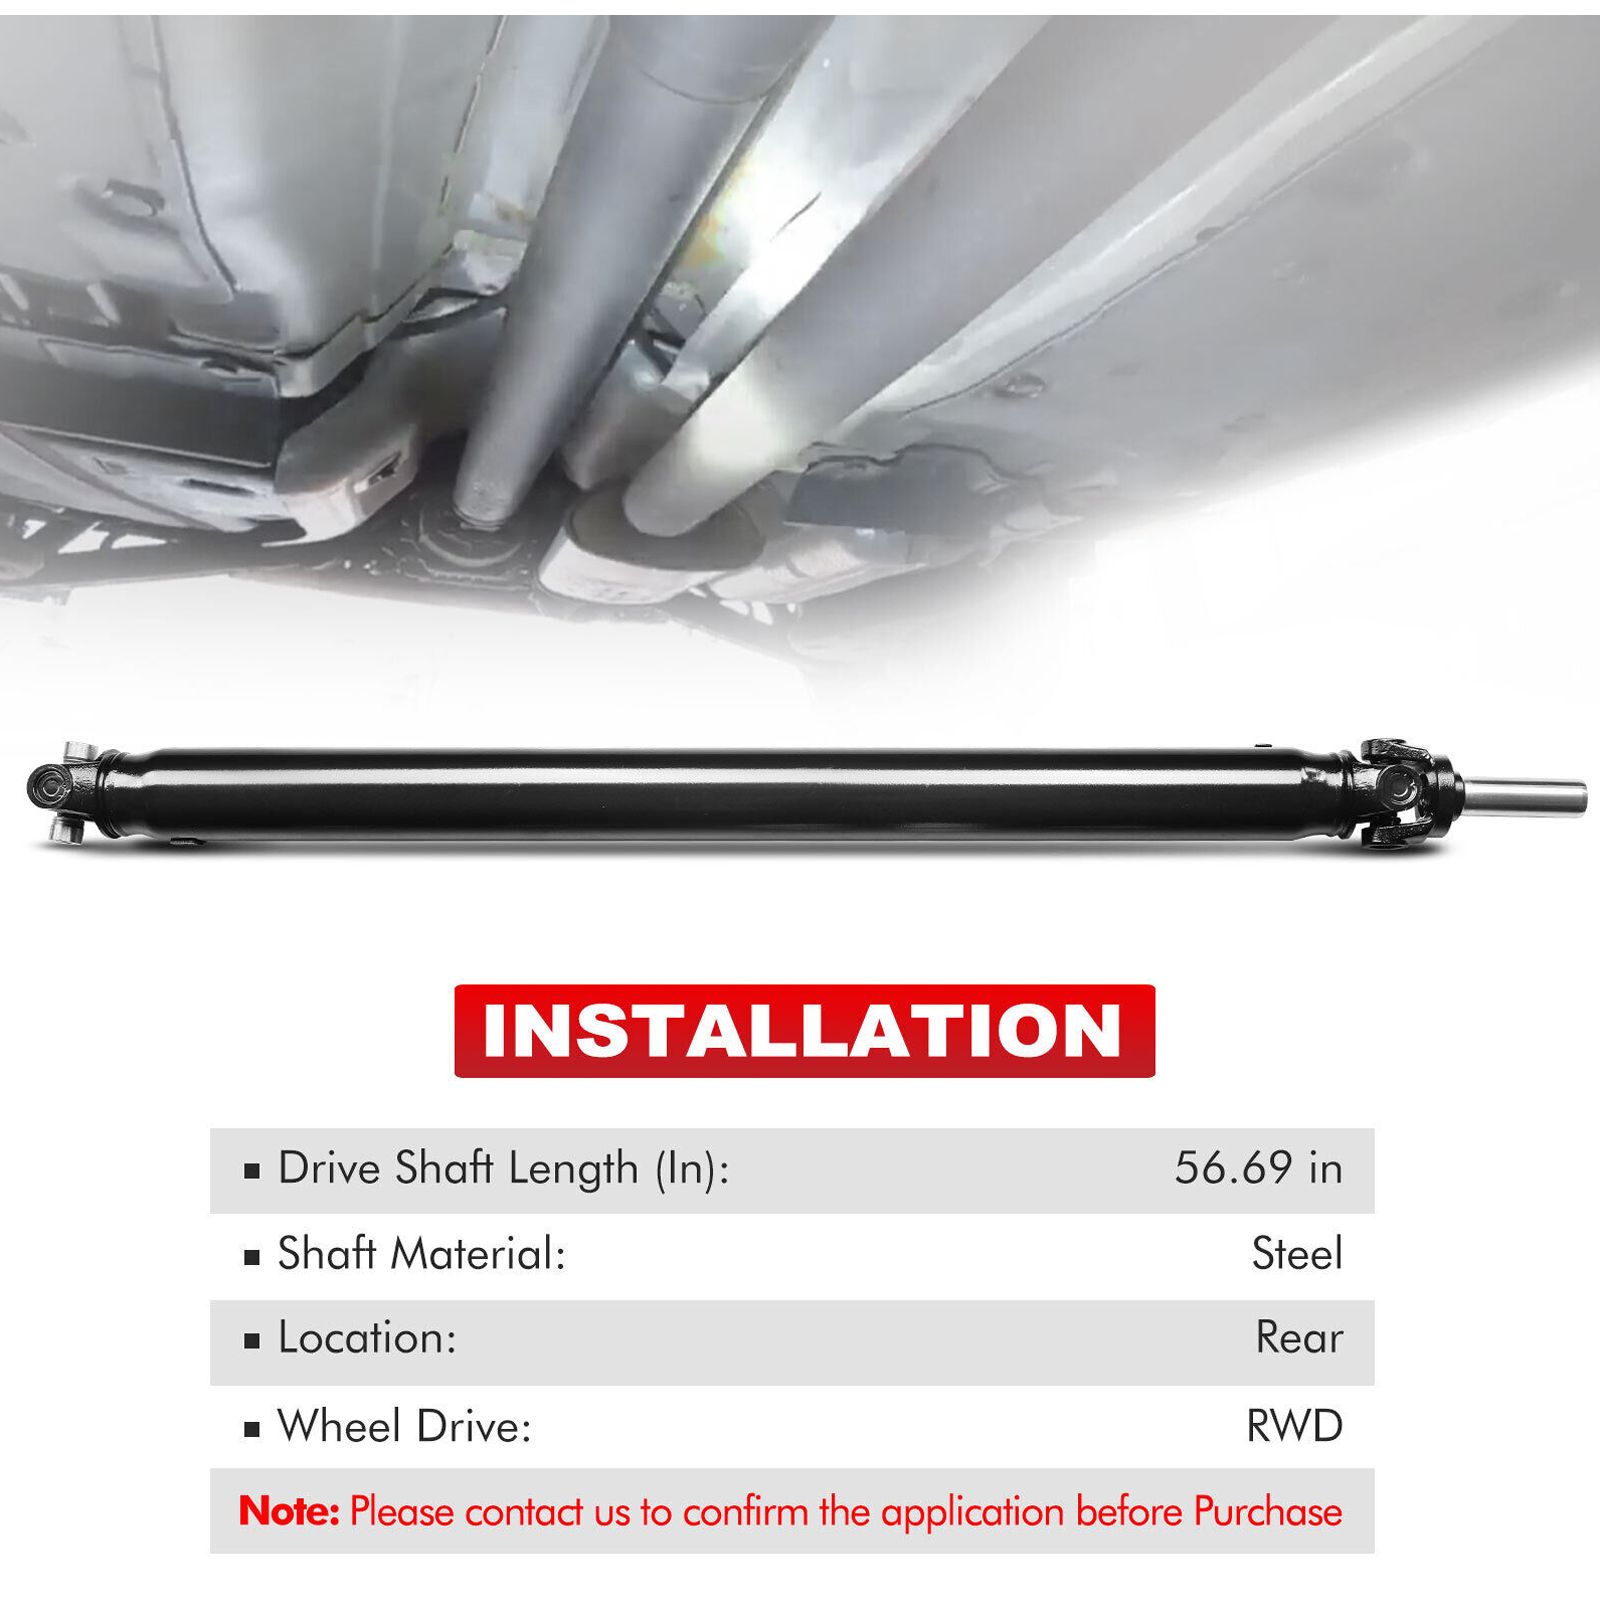 INSTALLATION
▪ Drive Shaft Length (In): 56.69 in
▪ Shaft Material: Steel
▪ Location: Rear
▪ Wheel Drive: RWD
Note: Please contact us to confirm the application before Purchase